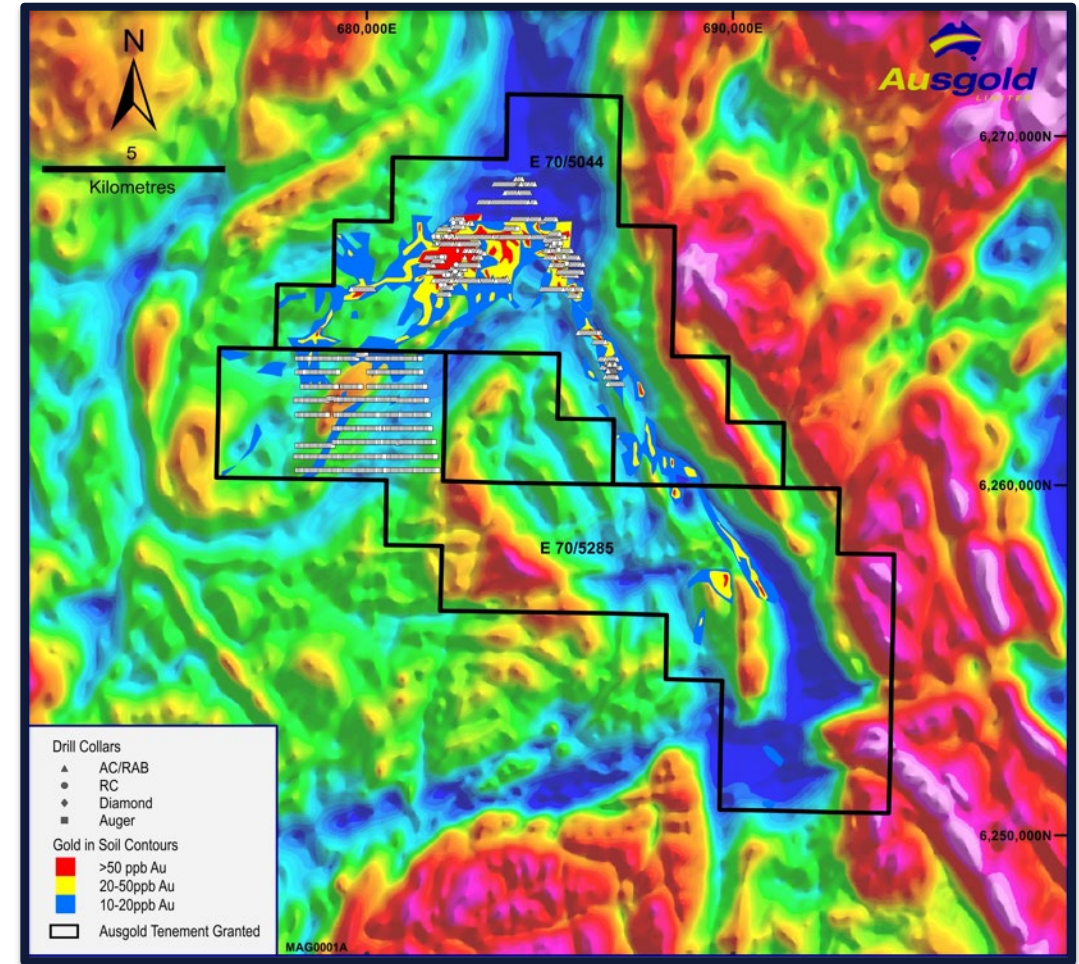 680,000E
690,000E
N
Ausgold
LIMITED
6,270,000N
5
Kilometres
E 70/5044
6,260,000N
E 70/5285
6,250,000N
Drill Collars
AC/RAB
RC
Diamond
Auger
Gold in Soil Contours
>50 ppb Au
20-50ppb Au
10-20ppb Au
Ausgold Tenement Granted
MAG0001A